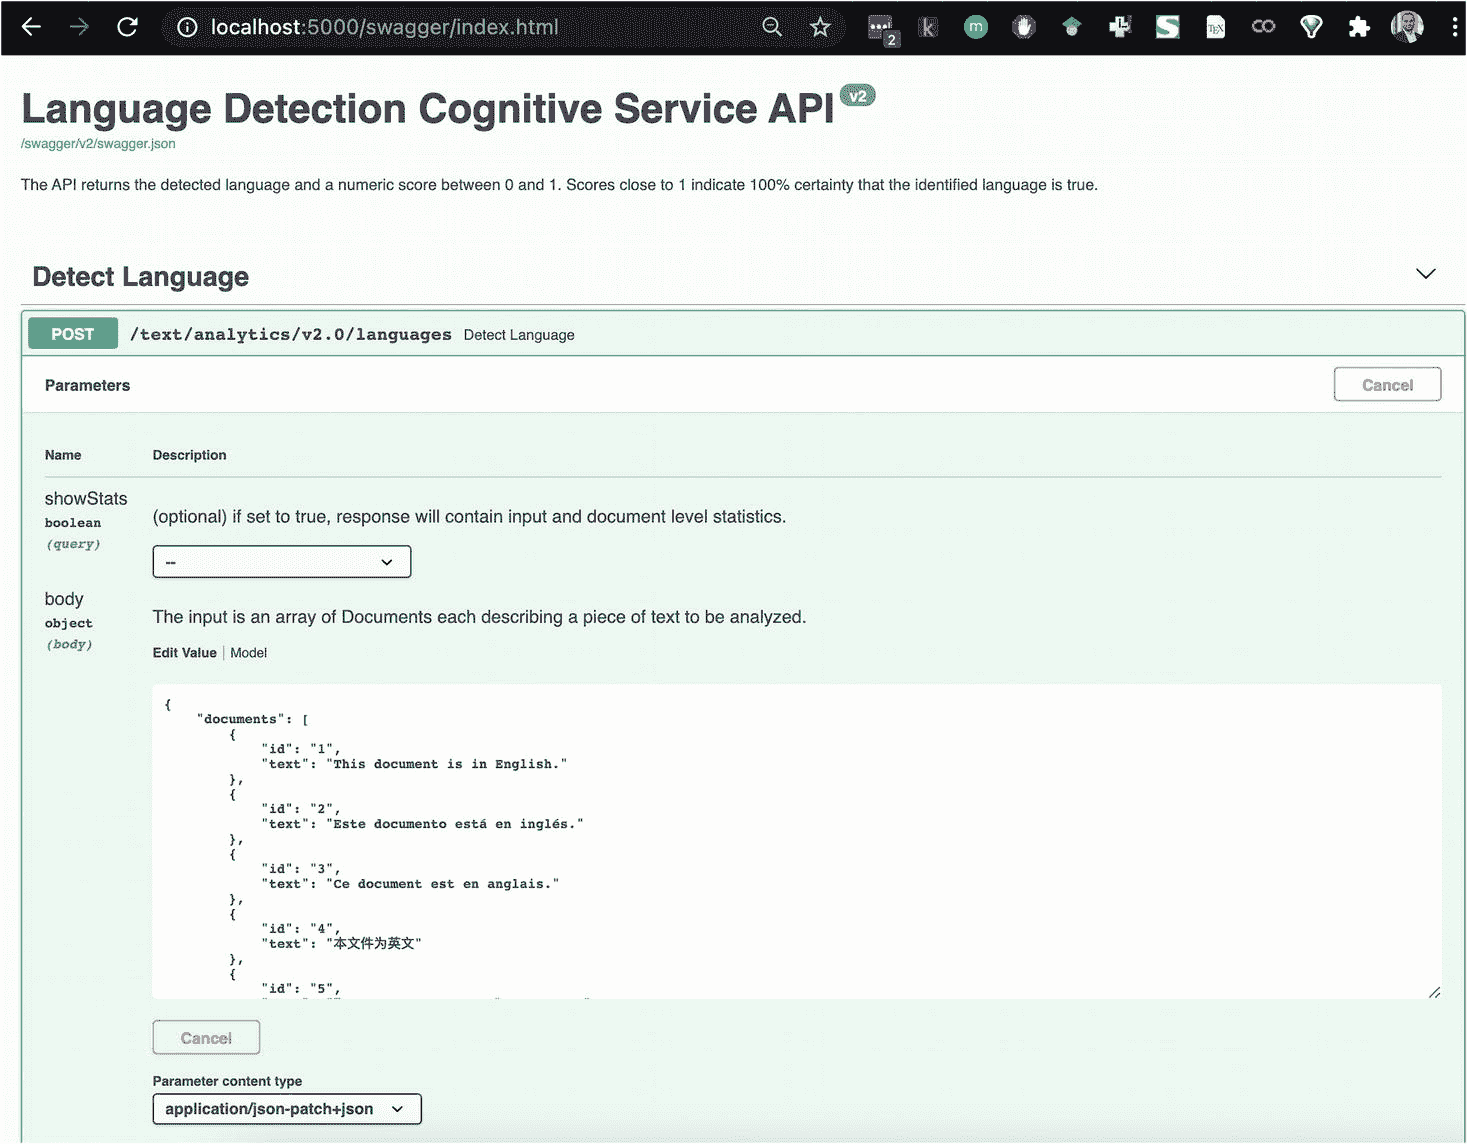 localhost:5000/swagger/index.html
2
k
m
S
TEX
CO
Language Detection Cognitive Service API v2
/swagger/v2/swagger.json
The API returns the detected language and a numeric score between 0 and 1. Scores close to 1 indicate 100% certainty that the identified language is true.
Detect Language
POST /text/analytics/v2.0/languages Detect Language
Parameters Cancel
Name Description
showStats
boolean
(query)
(optional) if set to true, response will contain input and document level statistics.
--
body
object
(body)
The input is an array of Documents each describing a piece of text to be analyzed.
Edit Value | Model
{
"documents": [
{
"id": "1",
"text": "This document is in English."
},
{
"id": "2",
"text": "Este documento está en inglés."
},
{
"id": "3",
"text": "Ce document est en anglais."
},
{
"id": "4",
"text": "本文件为英文"
},
{
"id": "5",
Cancel
Parameter content type
application/json-patch+json